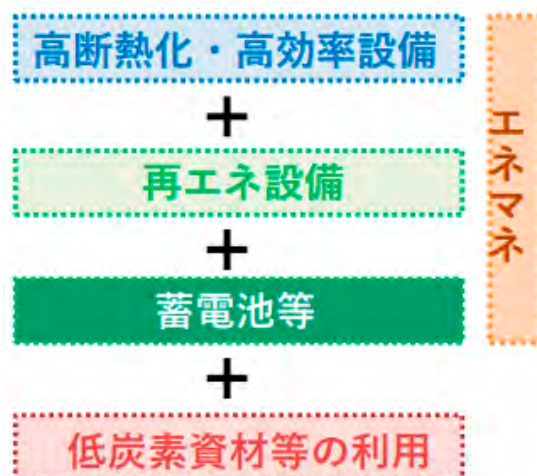 高断熱化・高効率設備
+
再エネ設備
+
蓄電池等
+
低炭素資材等の利用
エネマネ